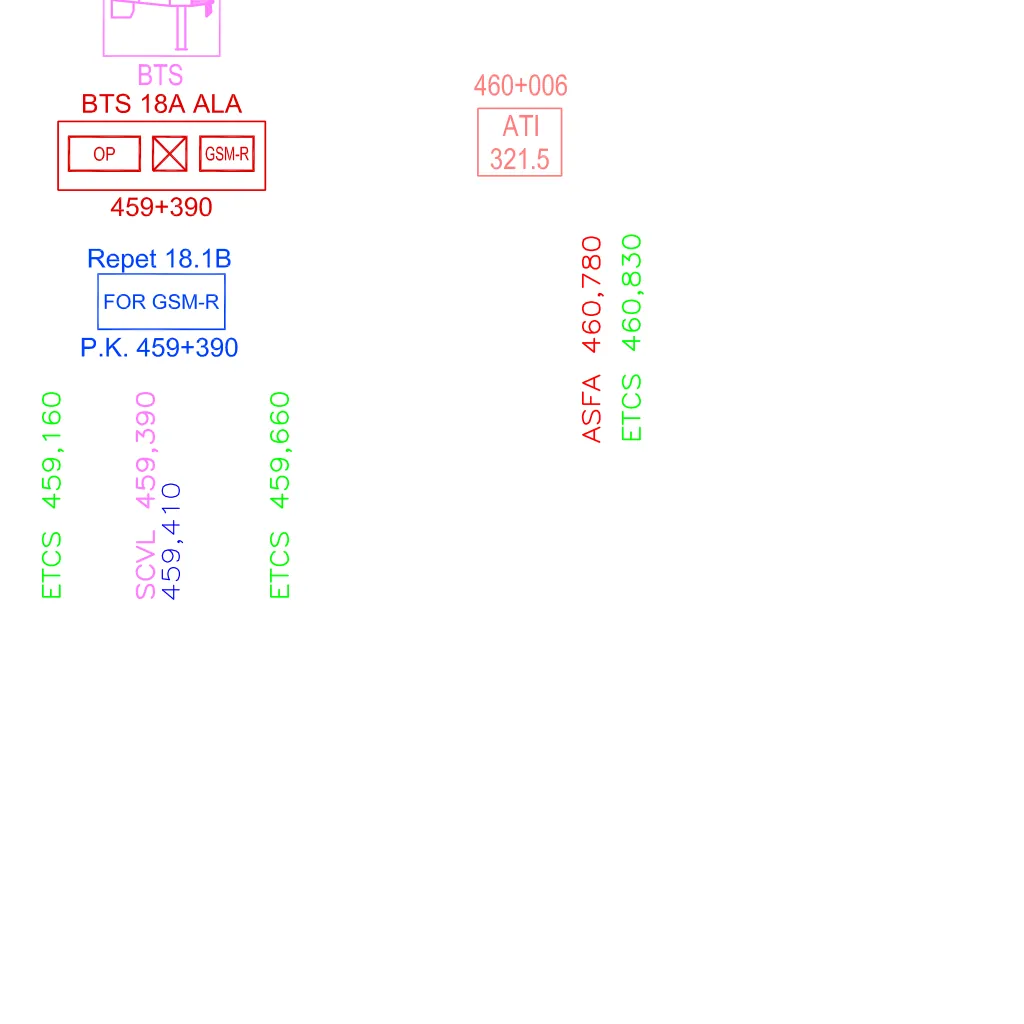 BTS
BTS 18A ALA
OP
GSM-R
459+390
460+006
ATI
321.5
Repet 18.1B
FOR GSM-R
P.K. 459+390
ETCS 459,160
SCVL 459,390
459,410
ETCS 459,660
ASFA 460,780
ETCS 460,830